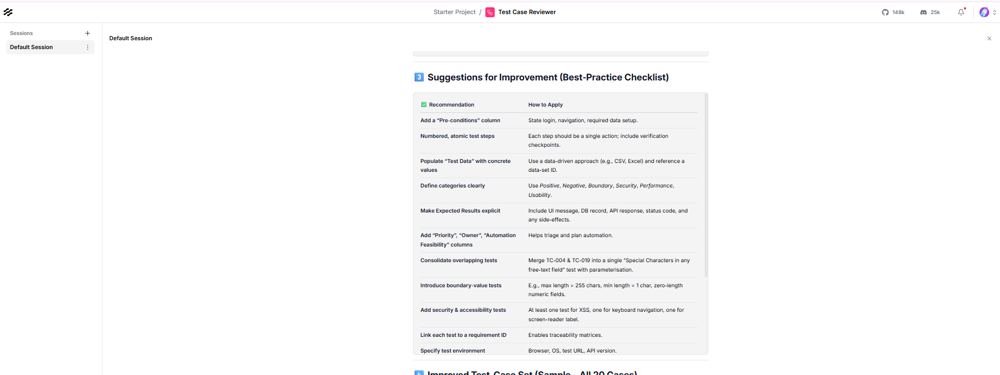 Starter Project / Test Case Reviewer
148k
25k
Sessions
Default Session
Default Session
3 Suggestions for Improvement (Best-Practice Checklist)
✅ Recommendation How to Apply
Add a “Pre-conditions” column State login, navigation, required data setup.
Numbered, atomic test steps Each step should be a single action; include verification
checkpoints.
Populate “Test Data” with concrete Use a data-driven approach (e.g., CSV, Excel) and reference a
values data-set ID.
Define categories clearly Use Positive, Negative, Boundary, Security, Performance,
Usability.
Make Expected Results explicit Include UI message, DB record, API response, status code, and
any side-effects.
Add “Priority”, “Owner”, “Automation Helps triage and plan automation.
Feasibility” columns
Consolidate overlapping tests Merge TC-004 & TC-019 into a single “Special Characters in any
free-text field” test with parameterisation.
Introduce boundary-value tests E.g., max length = 255 chars, min length = 1 char, zero-length
numeric fields.
Add security & accessibility tests At least one test for XSS, one for keyboard navigation, one for
screen-reader label.
Link each test to a requirement ID Enables traceability matrices.
Specify test environment Browser, OS, test URL, API version.
Improved Test-Case Set (Sample – All 20 Cases)